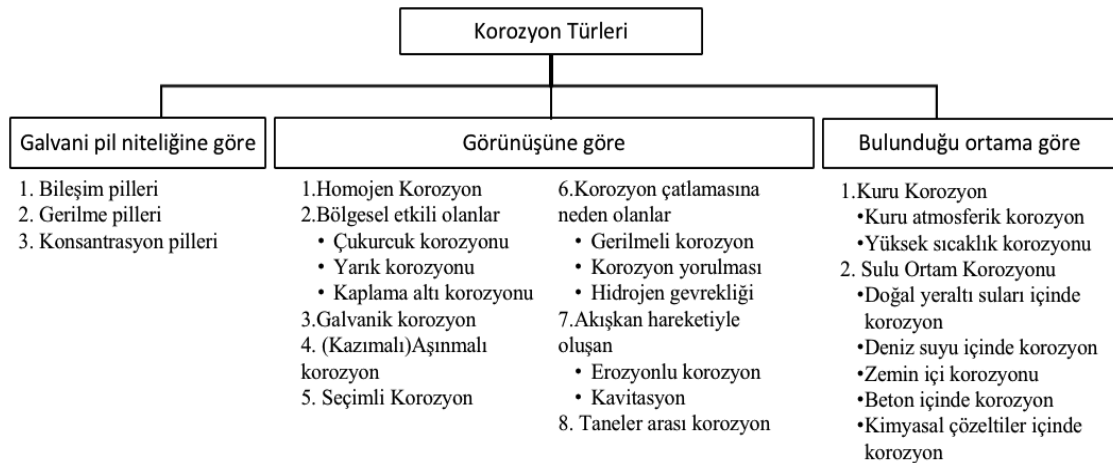 Korozyon Türleri
Galvani pil niteliğine göre
1. Bileşim pilleri
2. Gerilme pilleri
3. Konsantrasyon pilleri
Görünüşüne göre
1.Homojen Korozyon
2.Bölgesel etkili olanlar
• Çukurcuk korozyonu
• Yarık korozyonu
• Kaplama altı korozyonu
3.Galvanik korozyon
4. (Kazımalı)Aşınmalı
korozyon
5. Seçimli Korozyon
6.Korozyon çatlamasına
neden olanlar
• Gerilmeli korozyon
• Korozyon yorulması
• Hidrojen gevrekliği
7.Akışkan hareketiyle
oluşan
• Erozyonlu korozyon
• Kavitasyon
8. Taneler arası korozyon
Bulunduğu ortama göre
1.Kuru Korozyon
•Kuru atmosferik korozyon
•Yüksek sıcaklık korozyonu
2. Sulu Ortam Korozyonu
•Doğal yeraltı suları içinde
korozyon
•Deniz suyu içinde korozyon
•Zemin içi korozyonu
•Beton içinde korozyon
•Kimyasal çözeltiler içinde
korozyon